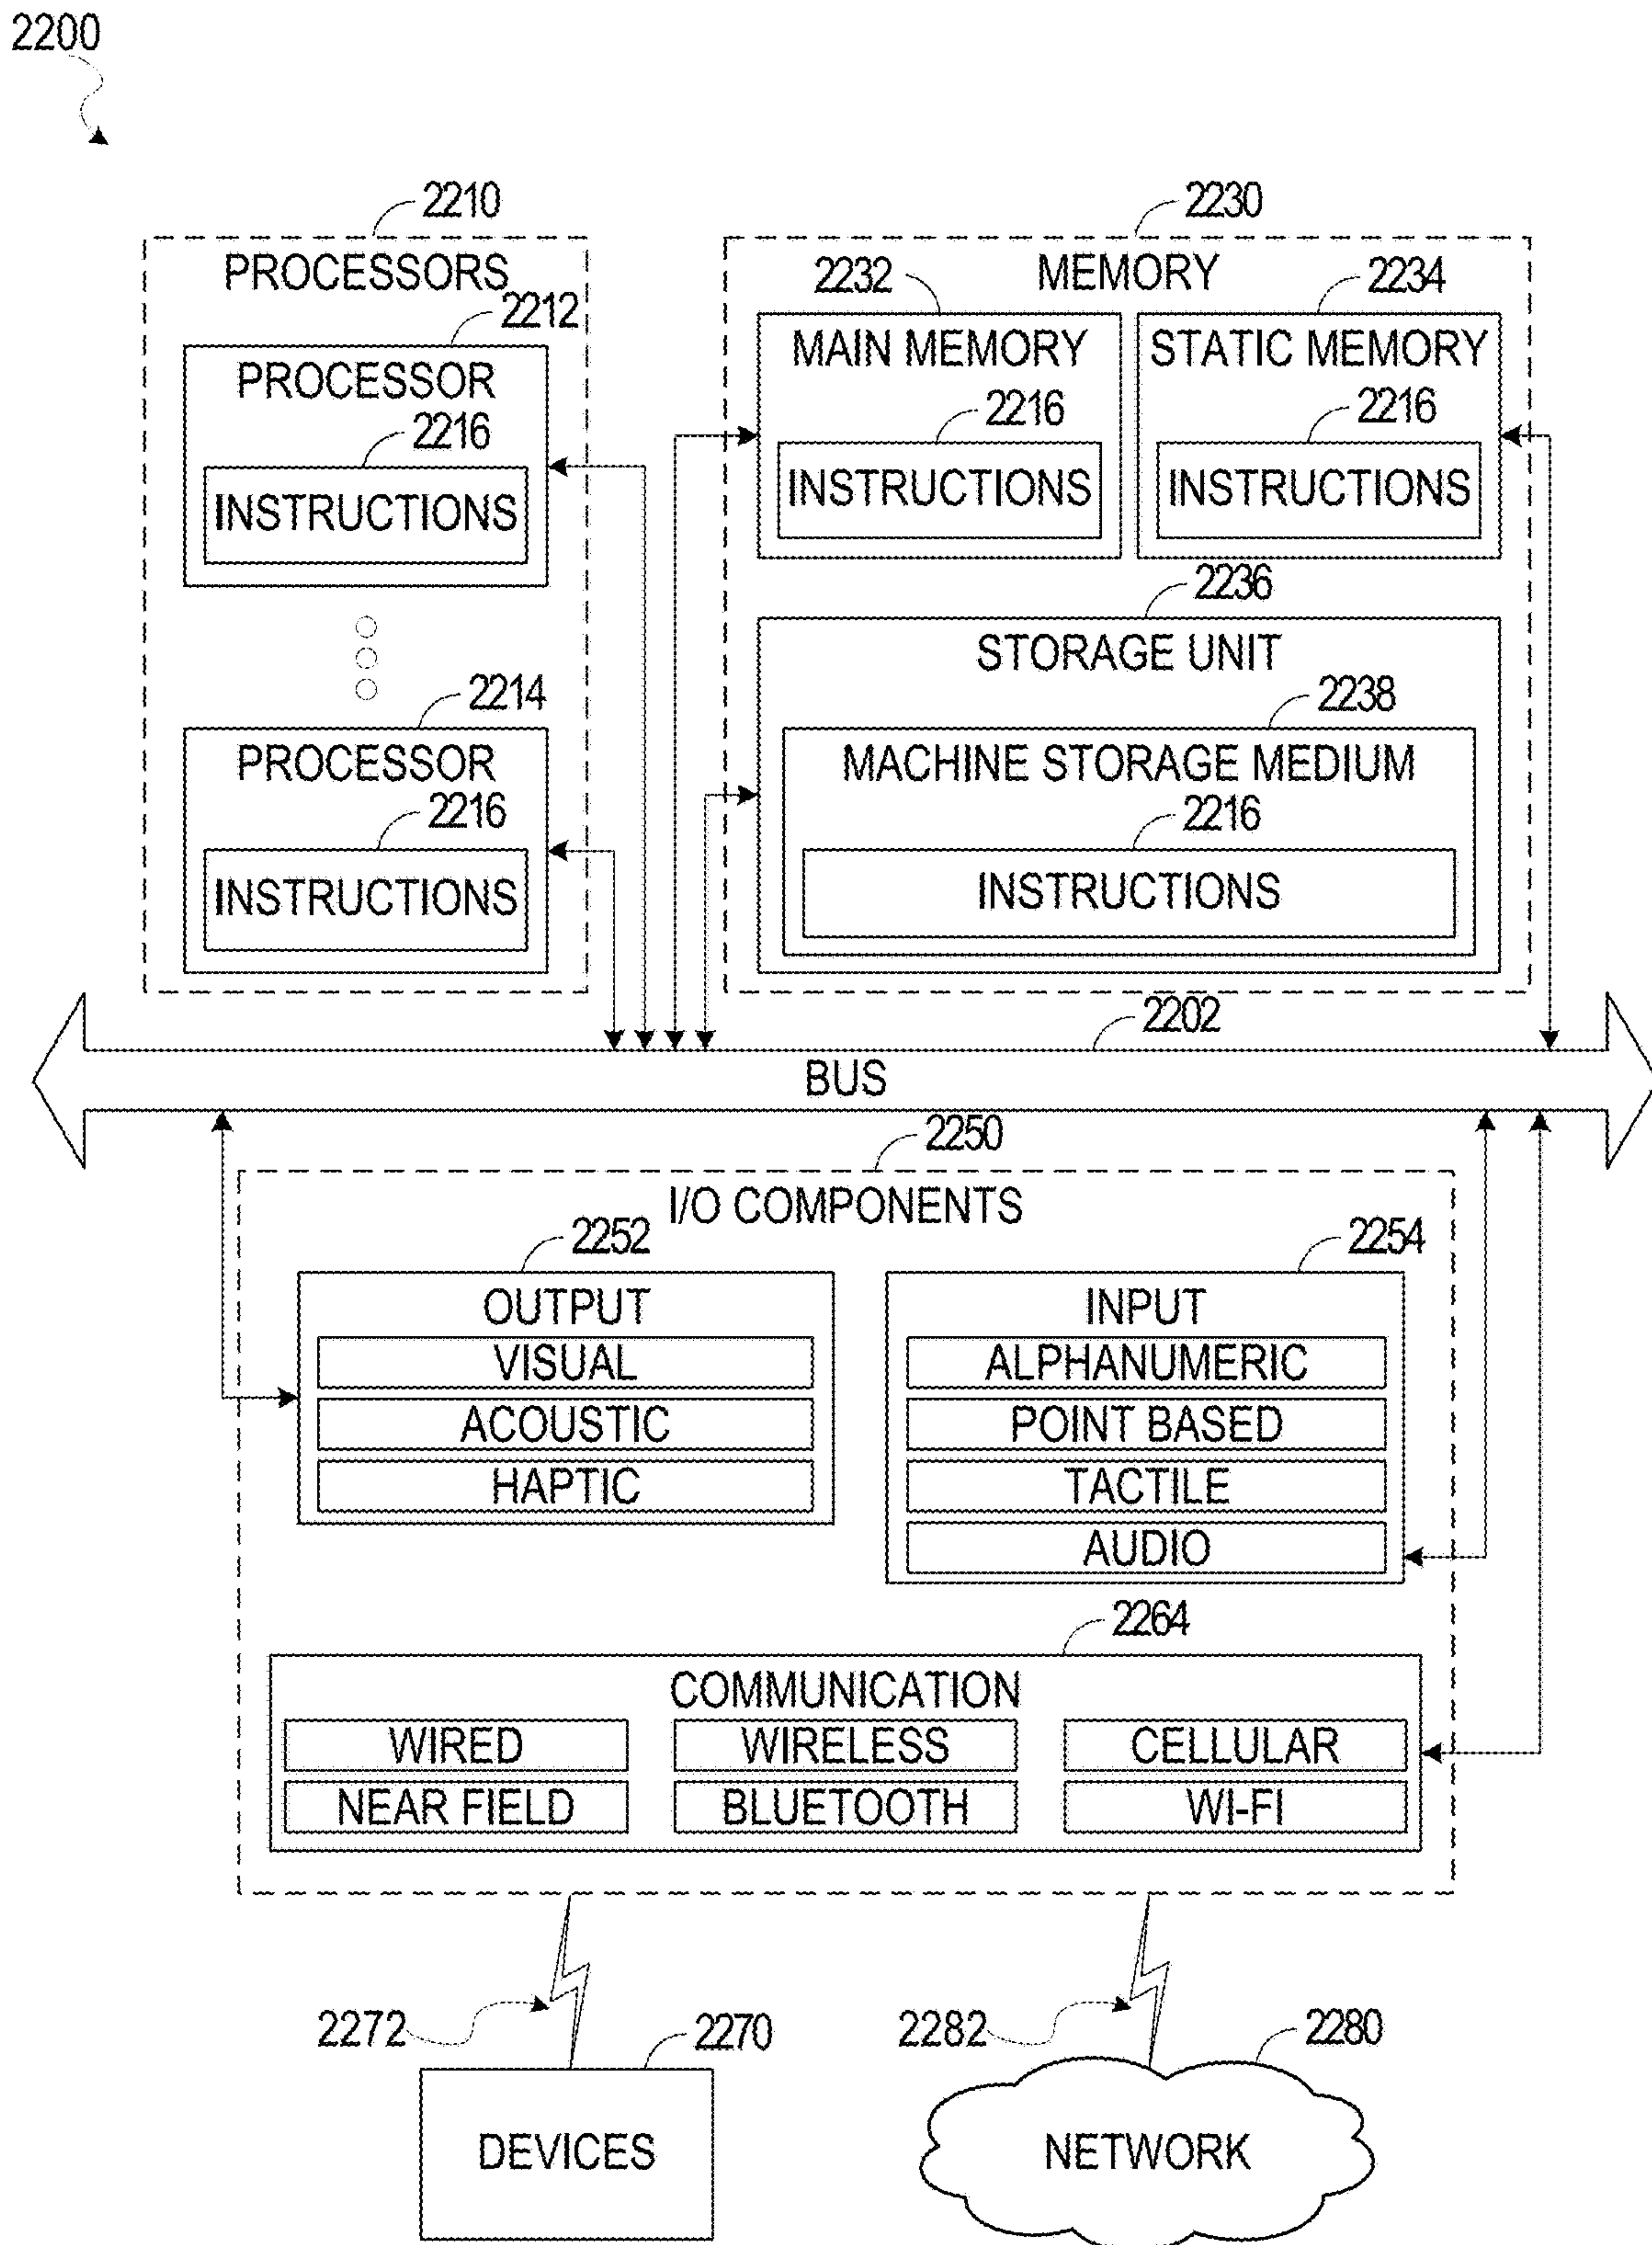 2200
2210
2230
PROCESSORS
2232
MEMORY
2234
2212
PROCESSOR
MAIN MEMORY
STATIC MEMORY
2216
2216
2216
INSTRUCTIONS
INSTRUCTIONS
INSTRUCTIONS
2236
STORAGE UNIT
2214
2238
PROCESSOR
MACHINE STORAGE MEDIUM
2216
2216
INSTRUCTIONS
INSTRUCTIONS
2202
BUS
2250
I/O COMPONENTS
2252
2254
OUTPUT
INPUT
VISUAL
ALPHANUMERIC
ACOUSTIC
POINT BASED
HAPTIC
TACTILE
AUDIO
2264
COMMUNICATION
WIRED
WIRELESS
CELLULAR
NEAR FIELD
BLUETOOTH
WI-FI
2272
2270
2282
2280
DEVICES
NETWORK